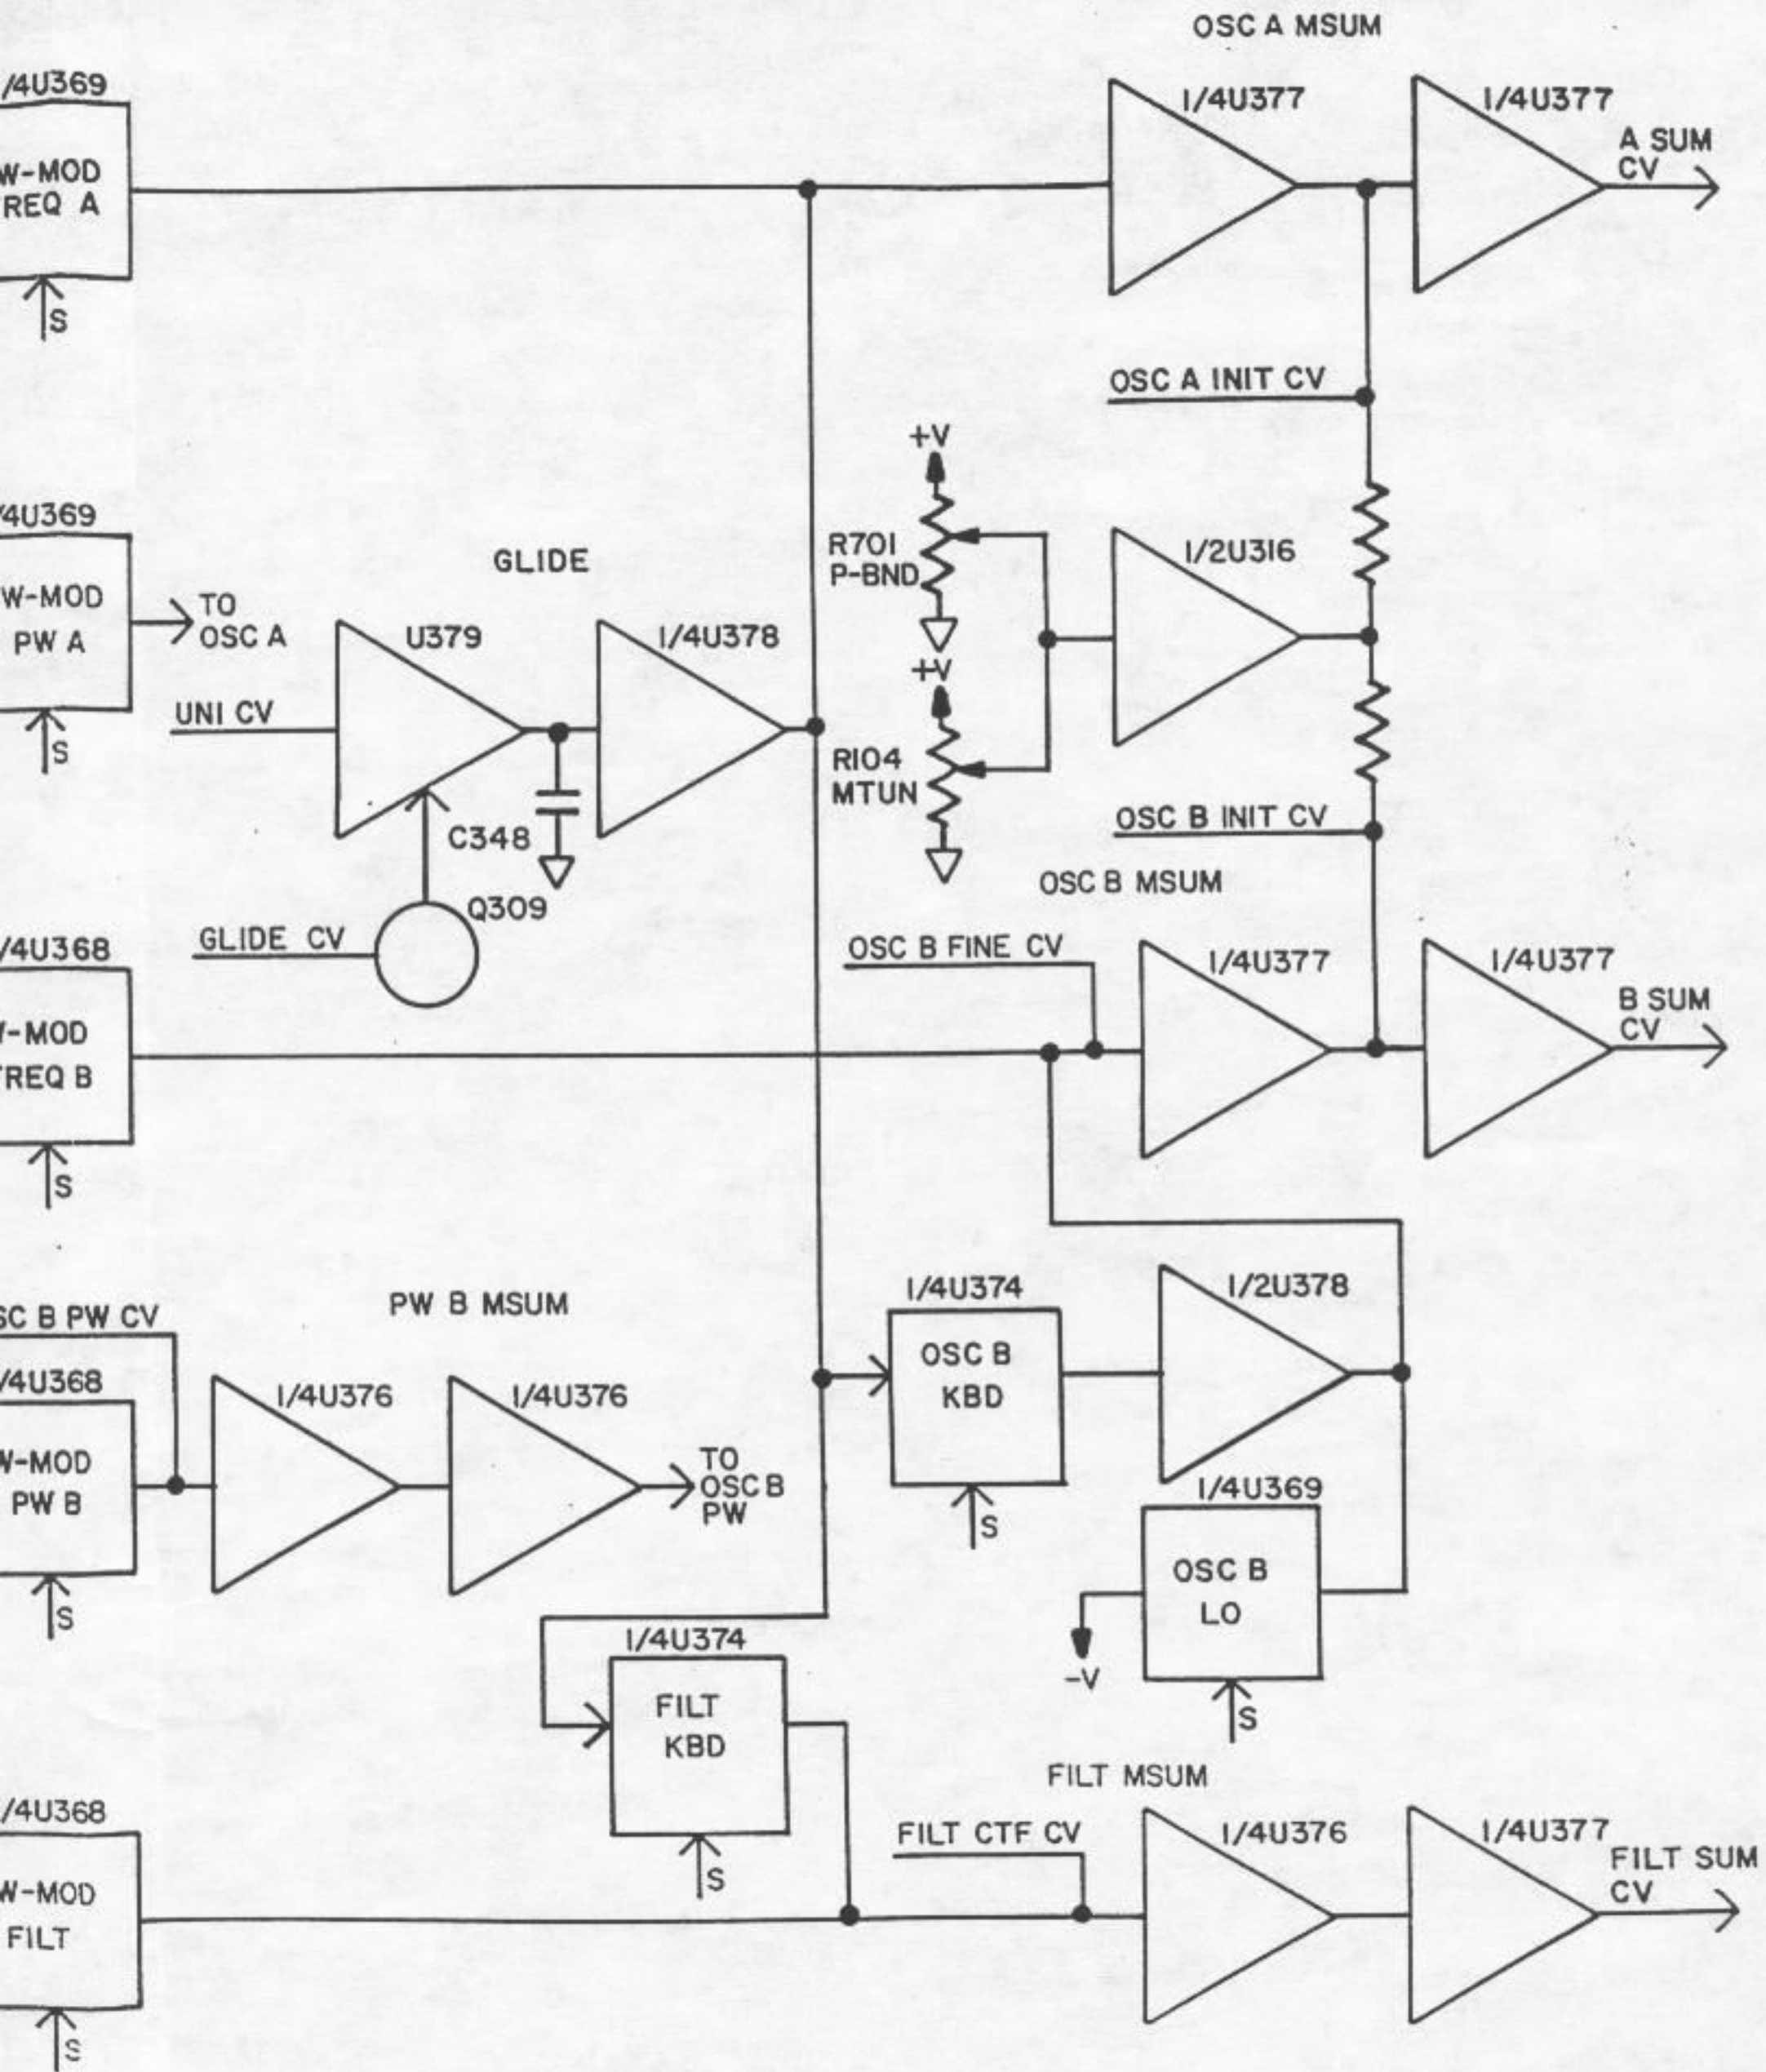 OSC A MSUM
/4U369
1/4U377
1/4U377
A SUM
CV
W-MOD
REQ A
S
OSC A INIT CV
+V
/4U369
R701
P-BND
1/2U316
GLIDE
W-MOD
PW A
TO
OSC A
U379
1/4U378
+V
UNI CV
S
R104
MTUN
C348
OSC B INIT CV
OSC B MSUM
Q309
GLIDE CV
/4U368
OSC B FINE CV
1/4U377
1/4U377
B SUM
CV
-MOD
REQ B
S
1/4U374
1/2U378
SC B PW CV
PW B MSUM
OSC B
KBD
/4U368
1/4U376
1/4U376
W-MOD
PW B
TO
OSC B
PW
1/4U369
S
OSC B
LO
S
1/4U374
-V
FILT
KBD
S
FILT MSUM
/4U368
FILT CTF CV
1/4U376
1/4U377
FILT SUM
CV
S
W-MOD
FILT
S